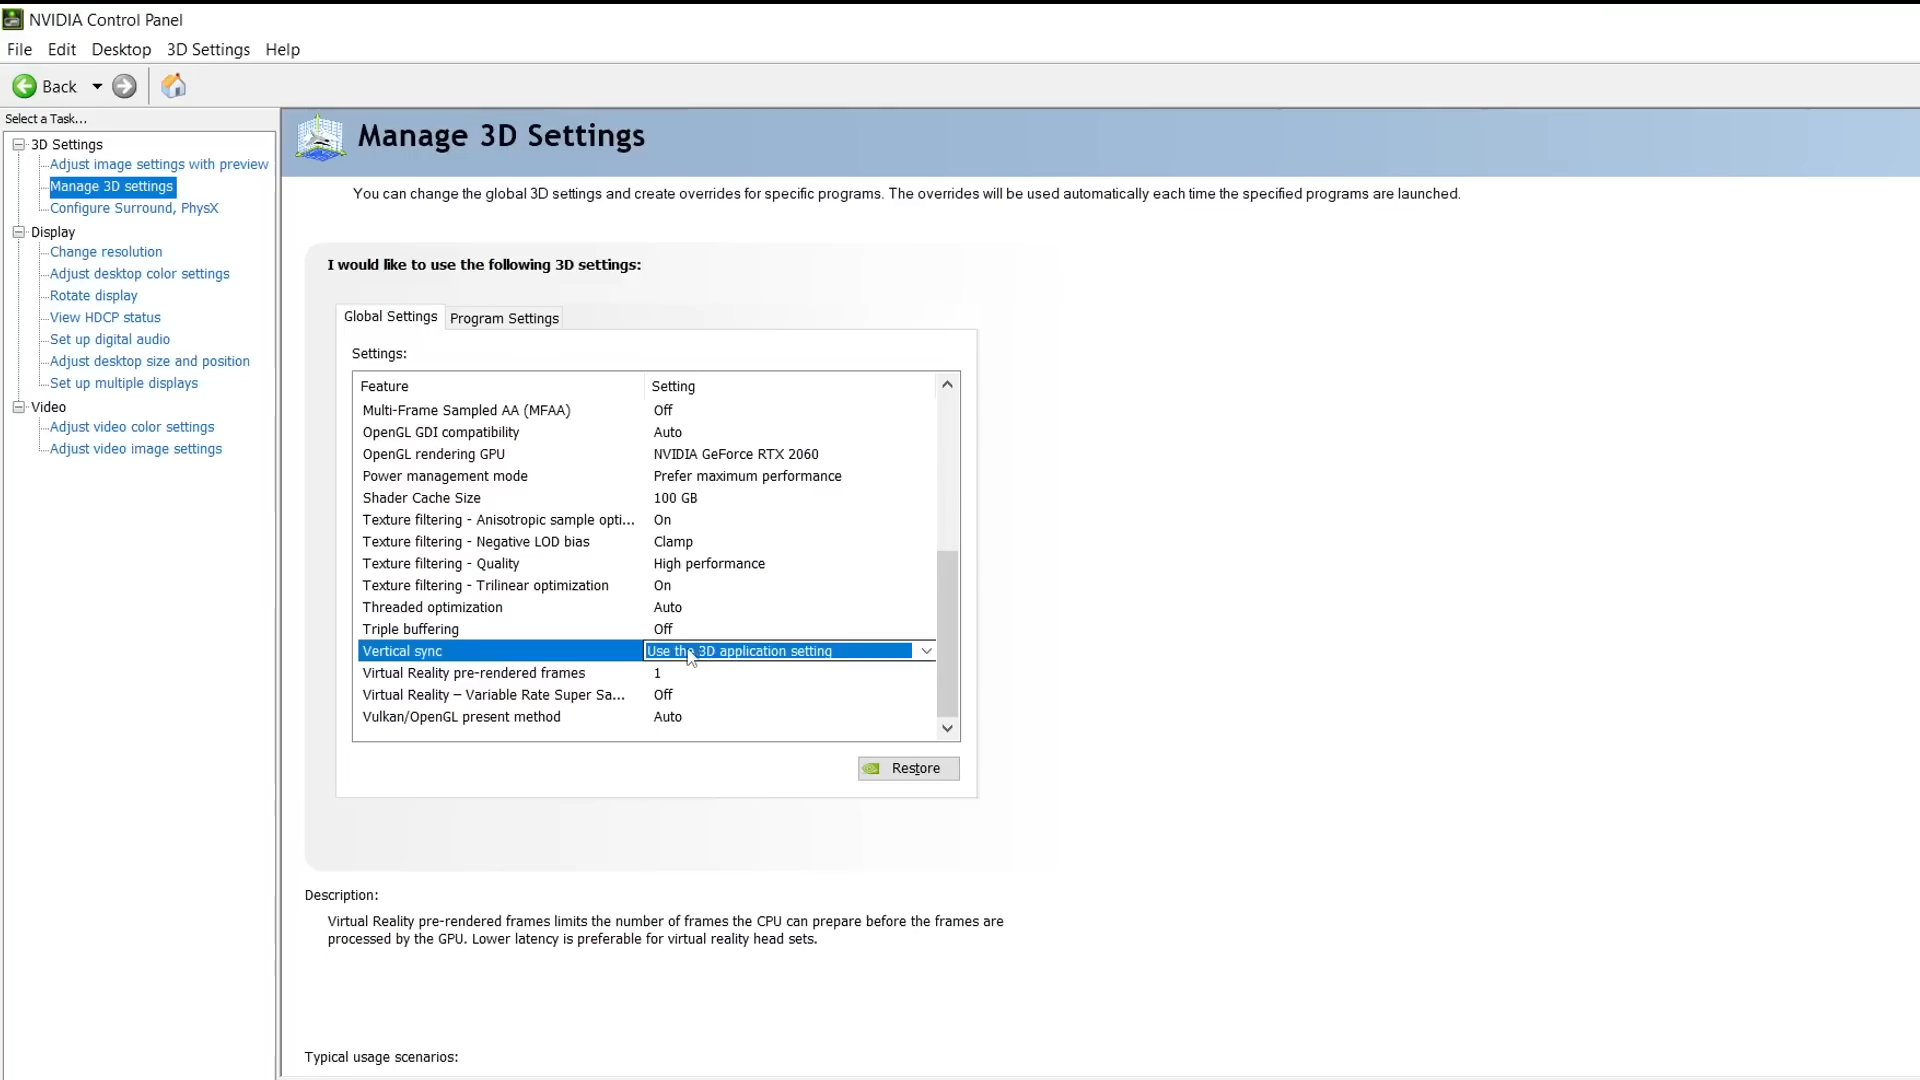 NVIDIA Control Panel
File Edit Desktop 3D Settings Help
Back
Select a Task...
3D Settings
Adjust image settings with preview
Manage 3D settings
Configure Surround, PhysX
Display
Change resolution
Adjust desktop color settings
Rotate display
View HDCP status
Set up digital audio
Adjust desktop size and position
Set up multiple displays
Video
Adjust video color settings
Adjust video image settings
Manage 3D Settings
You can change the global 3D settings and create overrides for specific programs. The overrides will be used automatically each time the specified programs are launched.
I would like to use the following 3D settings:
Global Settings Program Settings
Settings:
Feature Setting
Multi-Frame Sampled AA (MFAA) Off
OpenGL GDI compatibility Auto
OpenGL rendering GPU NVIDIA GeForce RTX 2060
Power management mode Prefer maximum performance
Shader Cache Size 100 GB
Texture filtering - Anisotropic sample opti... On
Texture filtering - Negative LOD bias Clamp
Texture filtering - Quality High performance
Texture filtering - Trilinear optimization On
Threaded optimization Auto
Triple buffering Off
Vertical sync Use the 3D application setting
Virtual Reality pre-rendered frames 1
Virtual Reality – Variable Rate Super Sa... Off
Vulkan/OpenGL present method Auto
Restore
Description:
Virtual Reality pre-rendered frames limits the number of frames the CPU can prepare before the frames are
processed by the GPU. Lower latency is preferable for virtual reality head sets.
Typical usage scenarios: